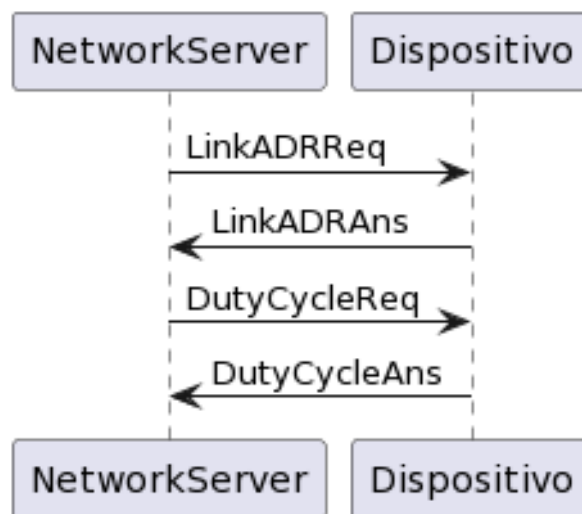 NetworkServer Dispositivo
LinkADRReq
LinkADRAns
DutyCycleReq
DutyCycleAns
NetworkServer Dispositivo